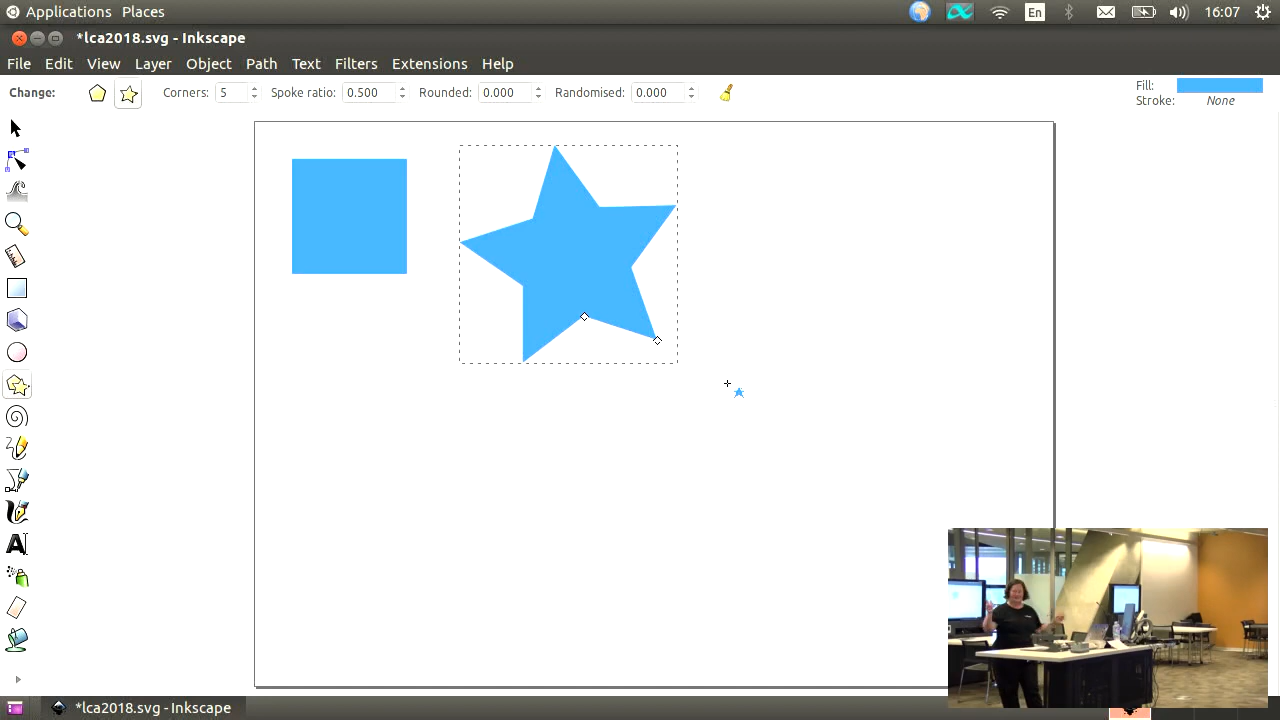 Applications Places En 16:07
*lca2018.svg - Inkscape
File Edit View Layer Object Path Text Filters Extensions Help
Change: Corners: 5 Spoke ratio: 0.500 Rounded: 0.000 Randomised: 0.000 Fill:
Stroke: None
*lca2018.svg - Inkscape